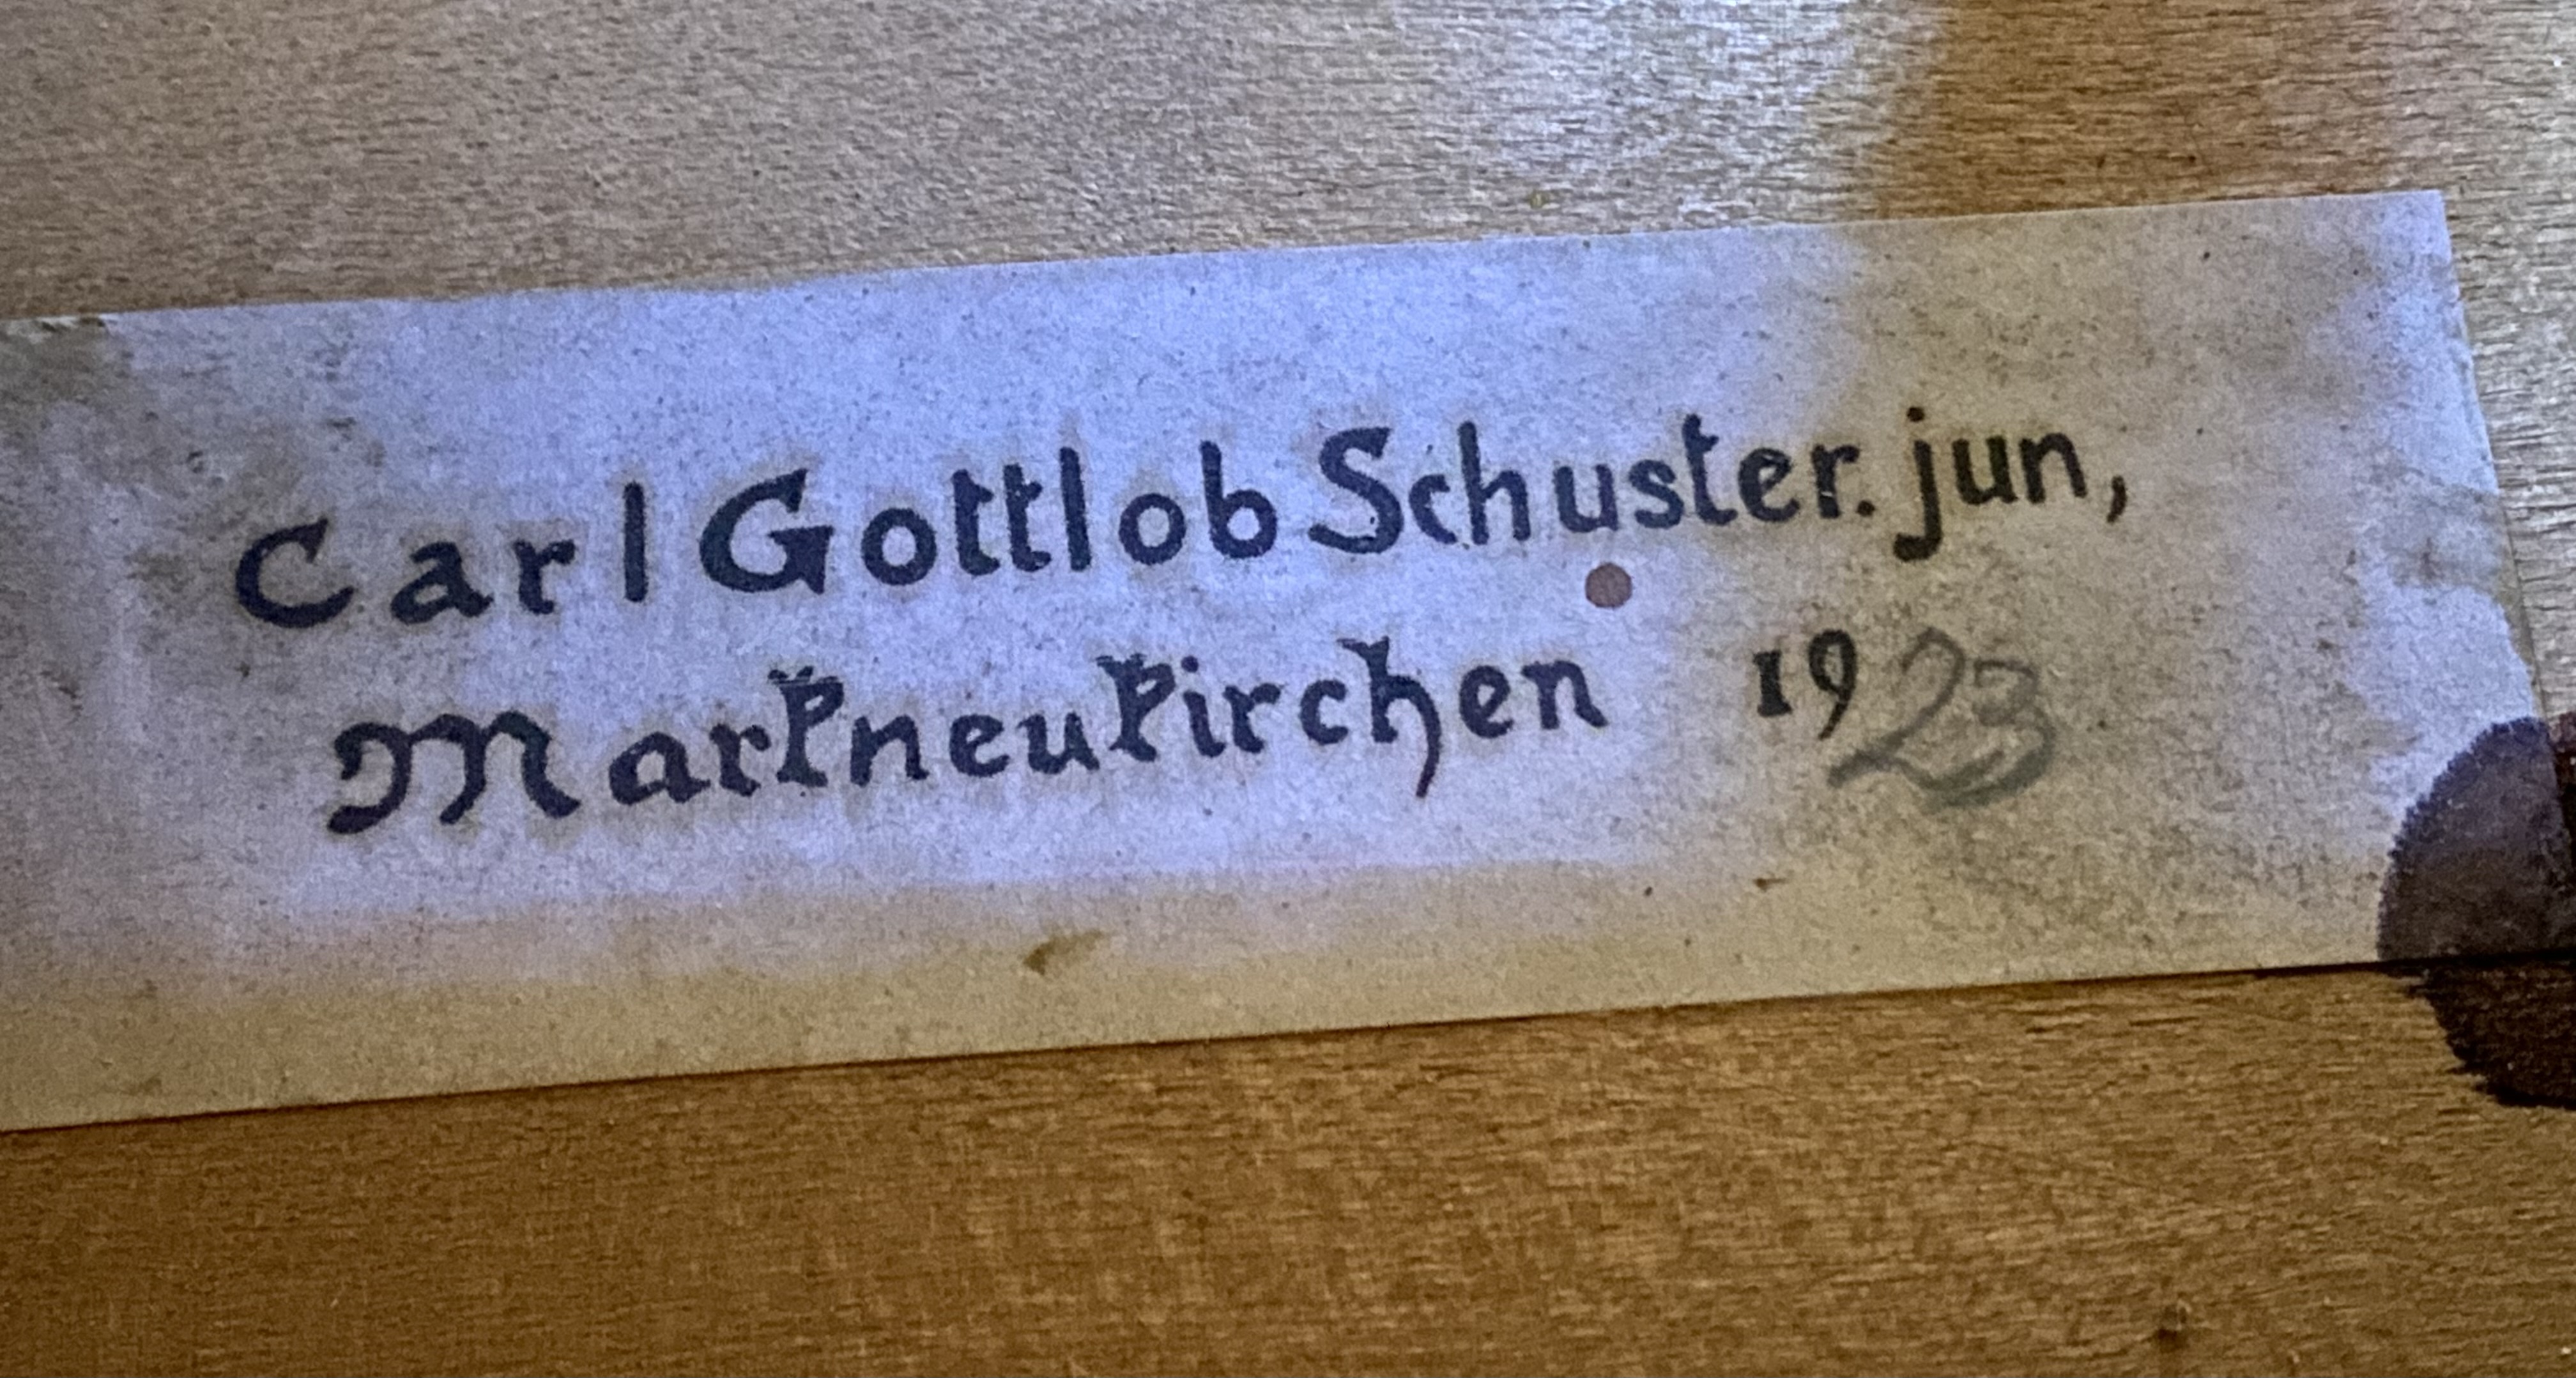 Carl Gottlob Schuster. jun,
Markneukirchen 1923